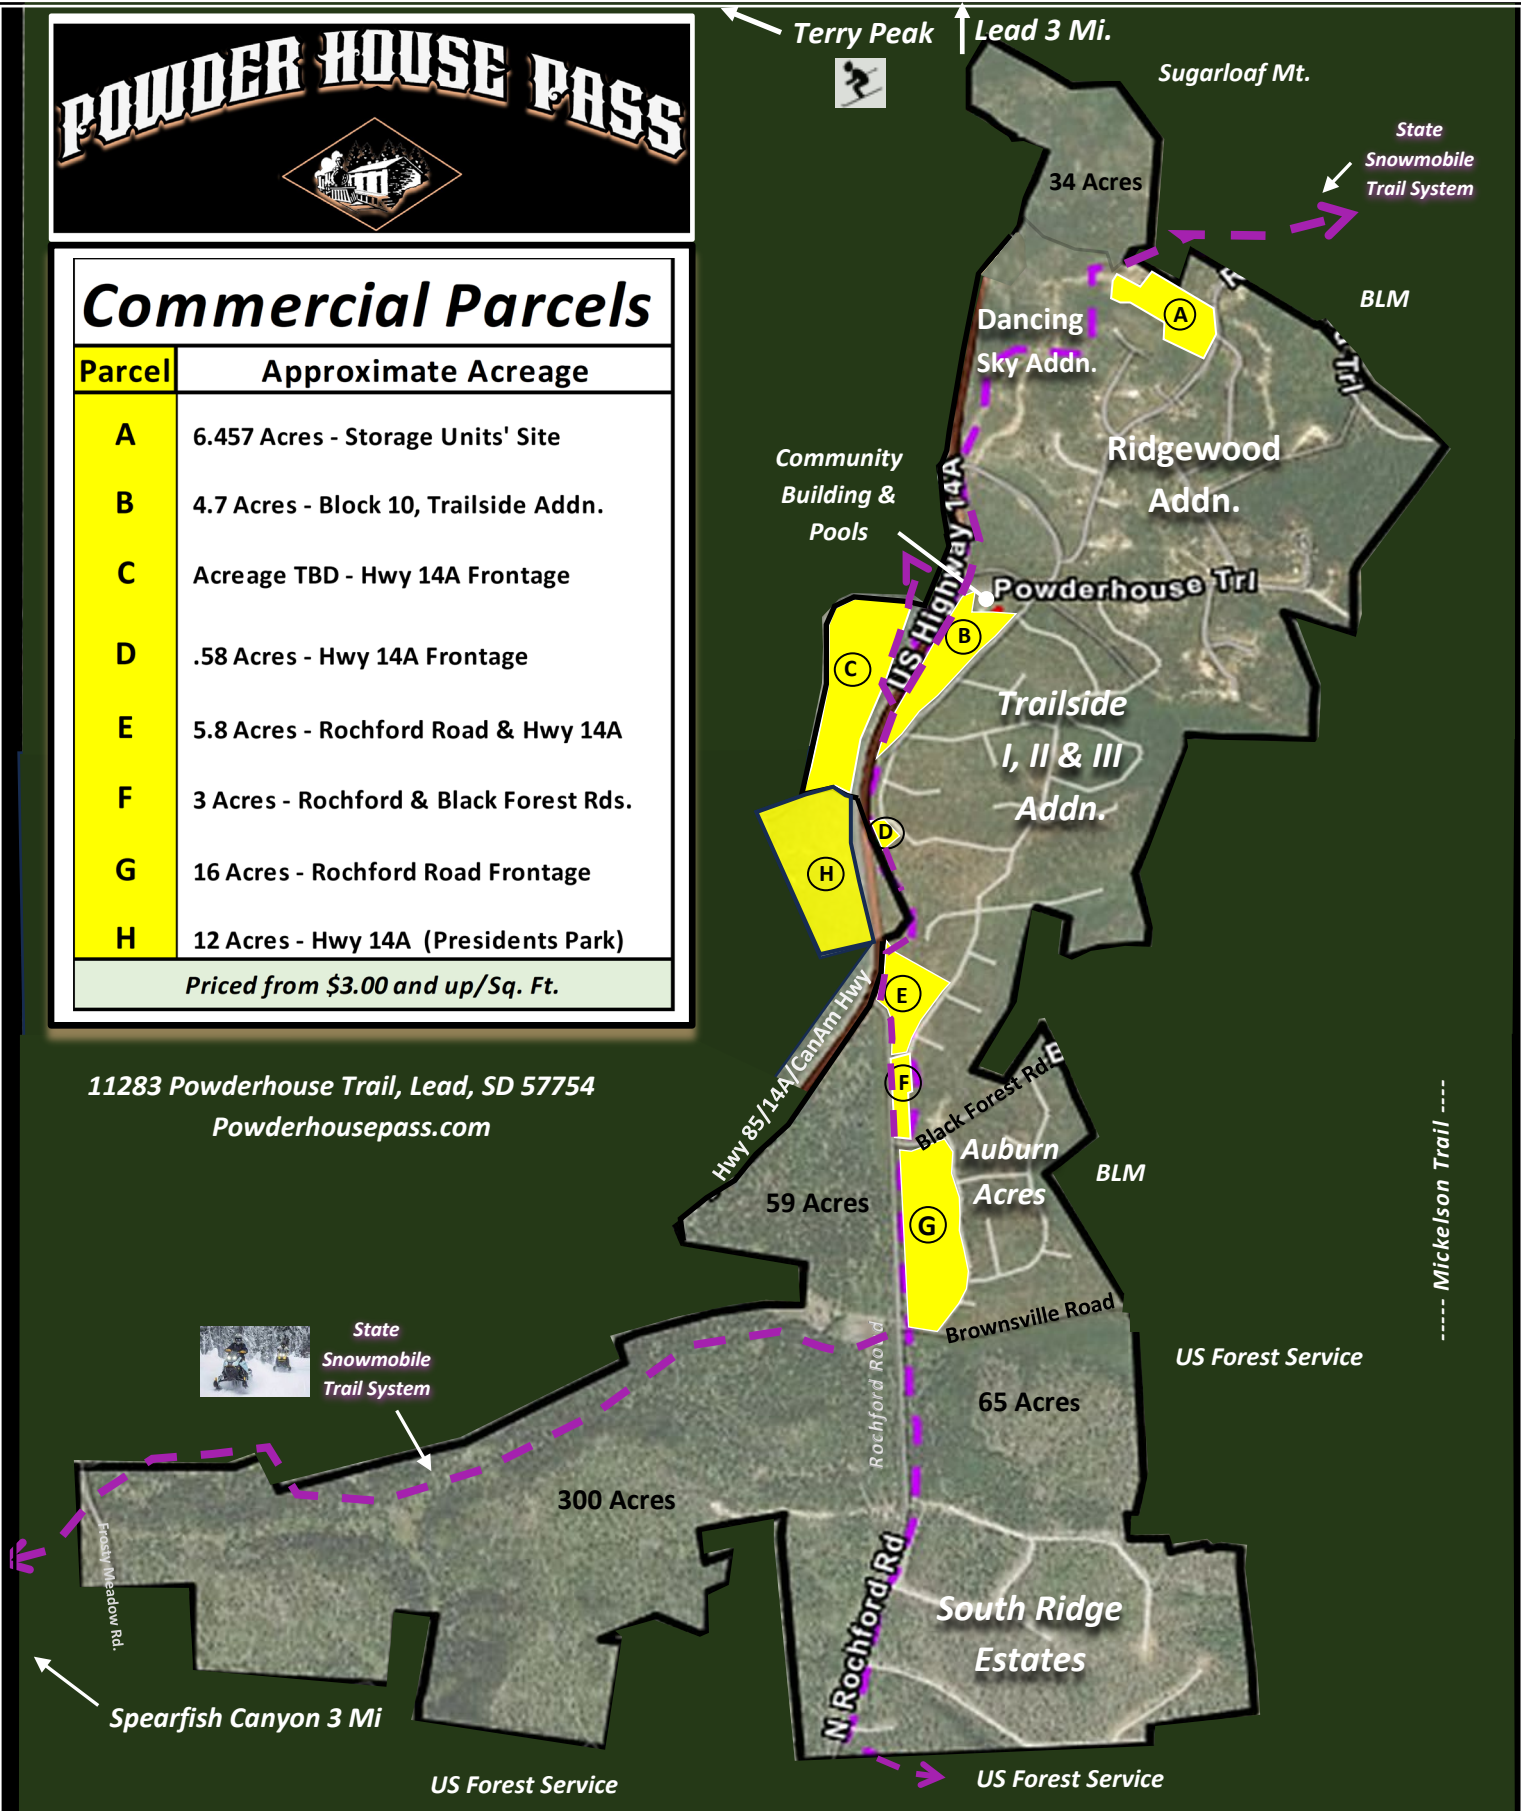 POWDER HOUSE PASS
Commercial Parcels
Parcel Approximate Acreage
A 6.457 Acres - Storage Units' Site
B 4.7 Acres - Block 10, Trailside Addn.
C Acreage TBD - Hwy 14A Frontage
D .58 Acres - Hwy 14A Frontage
E 5.8 Acres - Rochford Road & Hwy 14A
F 3 Acres - Rochford & Black Forest Rds.
G 16 Acres - Rochford Road Frontage
H 12 Acres - Hwy 14A (Presidents Park)
Priced from $3.00 and up/Sq. Ft.
11283 Powderhouse Trail, Lead, SD 57754
Powderhousepass.com
Terry Peak
Lead 3 Mi.
Sugarloaf Mt.
State
Snowmobile
Trail System
34 Acres
BLM
A
Dancing
Sky Addn.
Trl
Ridgewood
Addn.
Community
Building &
Pools
US Highway 14A
Powderhouse Trl
B
C
Trailside
I, II & III
Addn.
D
H
E
Hwy 85/14A/CanAm Hwy
F
Black Forest Rd.
Auburn
Acres
BLM
59 Acres
G
----- Mickelson Trail ----
Brownsville Road
Rochford Road
US Forest Service
State
Snowmobile
Trail System
65 Acres
300 Acres
Frosty Meadow Rd.
N Rochford Rd
South Ridge
Estates
Spearfish Canyon 3 Mi
US Forest Service
US Forest Service